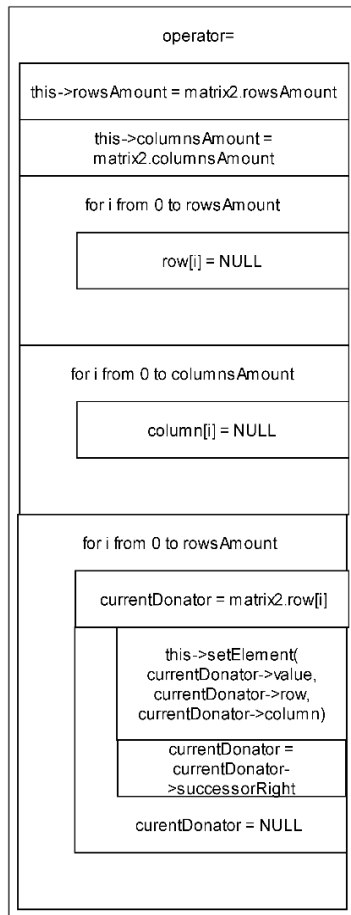 operator=
this->rowsAmount = matrix2.rowsAmount
this->columnsAmount =
matrix2.columnsAmount
for i from 0 to rowsAmount
row[i] = NULL
for i from 0 to columnsAmount
column[i] = NULL
for i from 0 to rowsAmount
currentDonator = matrix2.row[i]
this->setElement(
currentDonator->value,
currentDonator->row,
currentDonator->column)
currentDonator =
currentDonator-
>successorRight
curentDonator = NULL